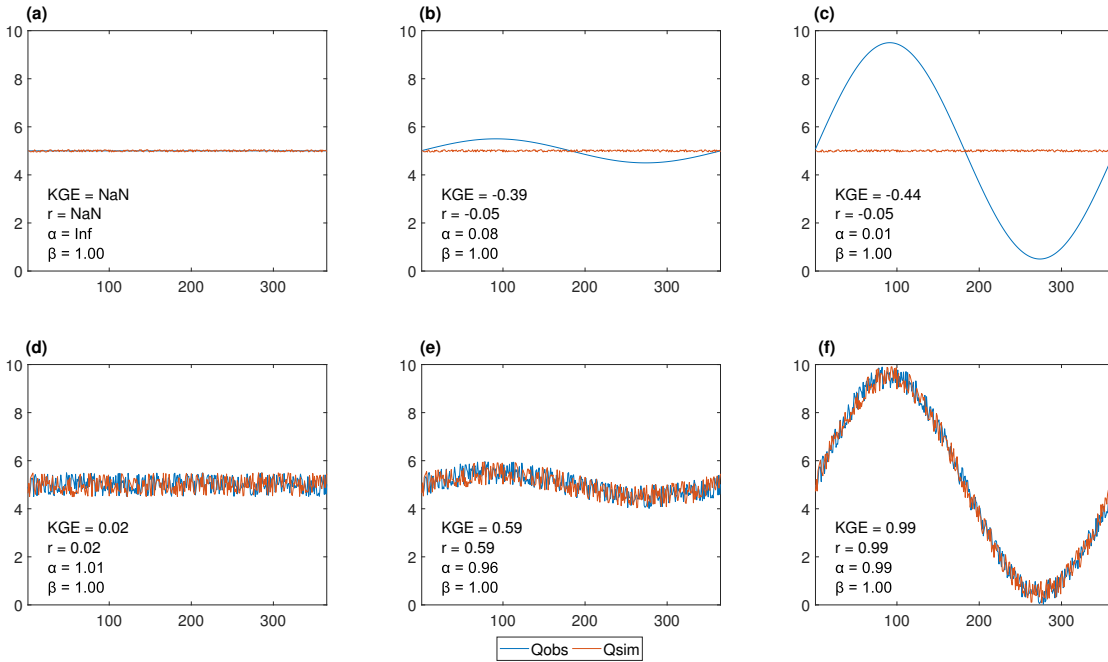 (a)
10
8
6
4
2
0
KGE = NaN
r = NaN
α = Inf
β = 1.00
100 200 300
(b)
10
8
6
4
2
0
KGE = -0.39
r = -0.05
α = 0.08
β = 1.00
100 200 300
(c)
10
8
6
4
2
0
KGE = -0.44
r = -0.05
α = 0.01
β = 1.00
100 200 300
(d)
10
8
6
4
2
0
KGE = 0.02
r = 0.02
α = 1.01
β = 1.00
100 200 300
(e)
10
8
6
4
2
0
KGE = 0.59
r = 0.59
α = 0.96
β = 1.00
100 200 300
(f)
10
8
6
4
2
0
KGE = 0.99
r = 0.99
α = 0.99
β = 1.00
100 200 300
Qobs Qsim